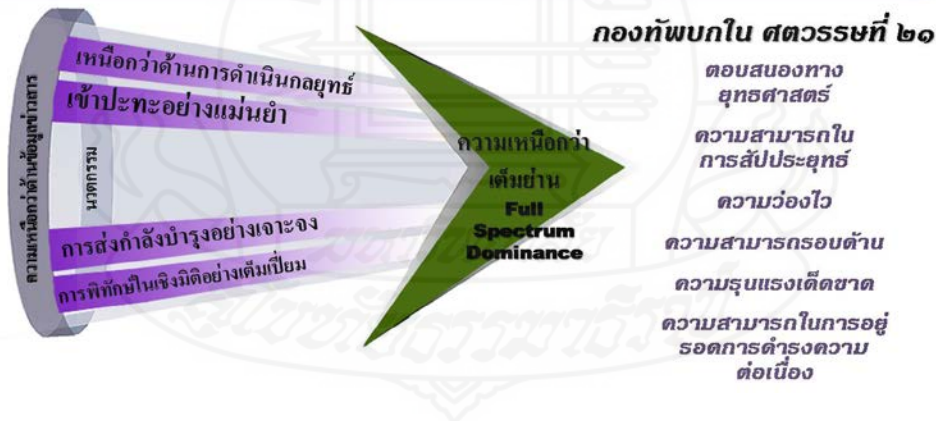 ความเหนือกว่าด้านข้อมูลข่าวสาร
นวตกรรม
เหนือกว่าด้านการดำเนินกลยุทธ์
เข้าปะทะอย่างแม่นยำ
การส่งกำลังบำรุงอย่างเจาะจง
การพิทักษ์ในเชิงมิติอย่างเต็มเปี่ยม
ความเหนือกว่า
เต็มย่าน
Full
Spectrum
Dominance
กองทัพบกใน ศตวรรษที่ ๒๑
ตอบสนองทาง
ยุทธศาสตร์
ความสามารถใน
การสัปประยุทธ์
ความว่องไว
ความสามารถรอบด้าน
ความรุนแรงเด็ดขาด
ความสามารถในการอยู่
รอดการดำรงความ
ต่อเนื่อง